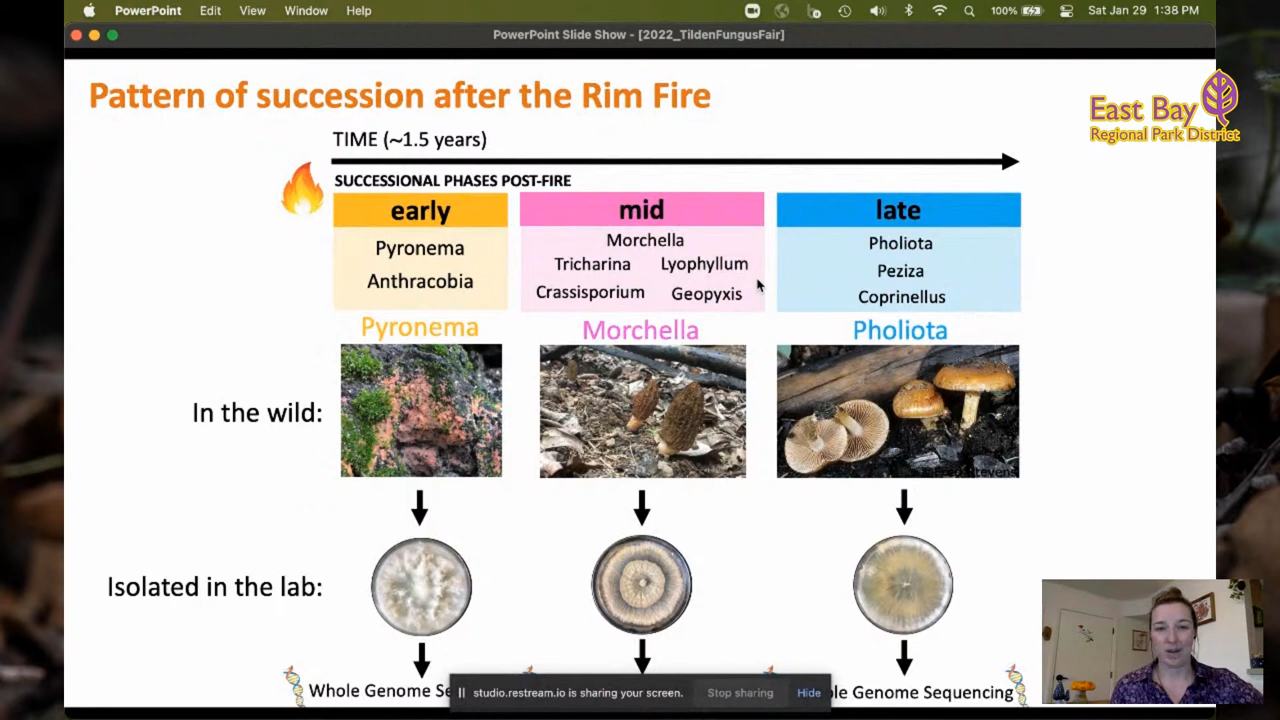 PowerPoint Edit View Window Help 100% Sat Jan 29 1:38 PM
PowerPoint Slide Show - [2022_TildenFungusFair]
Pattern of succession after the Rim Fire
East Bay
Regional Park District
TIME (~1.5 years)
SUCCESSIONAL PHASES POST-FIRE
early mid late
Pyronema
Anthracobia
Morchella
Tricharina Lyophyllum
Crassisporium Geopyxis
Pholiota
Peziza
Coprinellus
Pyronema Morchella Pholiota
In the wild:
Isolated in the lab:
Whole Genome Se
studio.restream.io is sharing your screen. Stop sharing Hide
Genome Sequencing